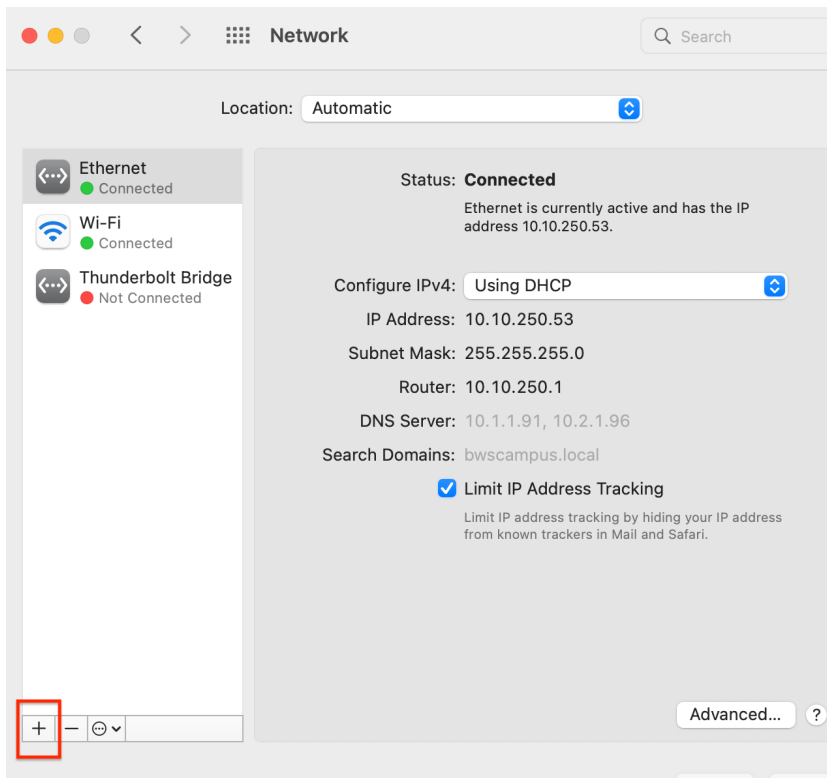 Network
Search
Location: Automatic
Ethernet
Connected
Wi-Fi
Connected
Thunderbolt Bridge
Not Connected
Status: Connected
Ethernet is currently active and has the IP
address 10.10.250.53.
Configure IPv4: Using DHCP
IP Address: 10.10.250.53
Subnet Mask: 255.255.255.0
Router: 10.10.250.1
DNS Server: 10.1.1.91, 10.2.1.96
Search Domains: bwscampus.local
Limit IP Address Tracking
Limit IP address tracking by hiding your IP address
from known trackers in Mail and Safari.
+ −
Advanced... ?